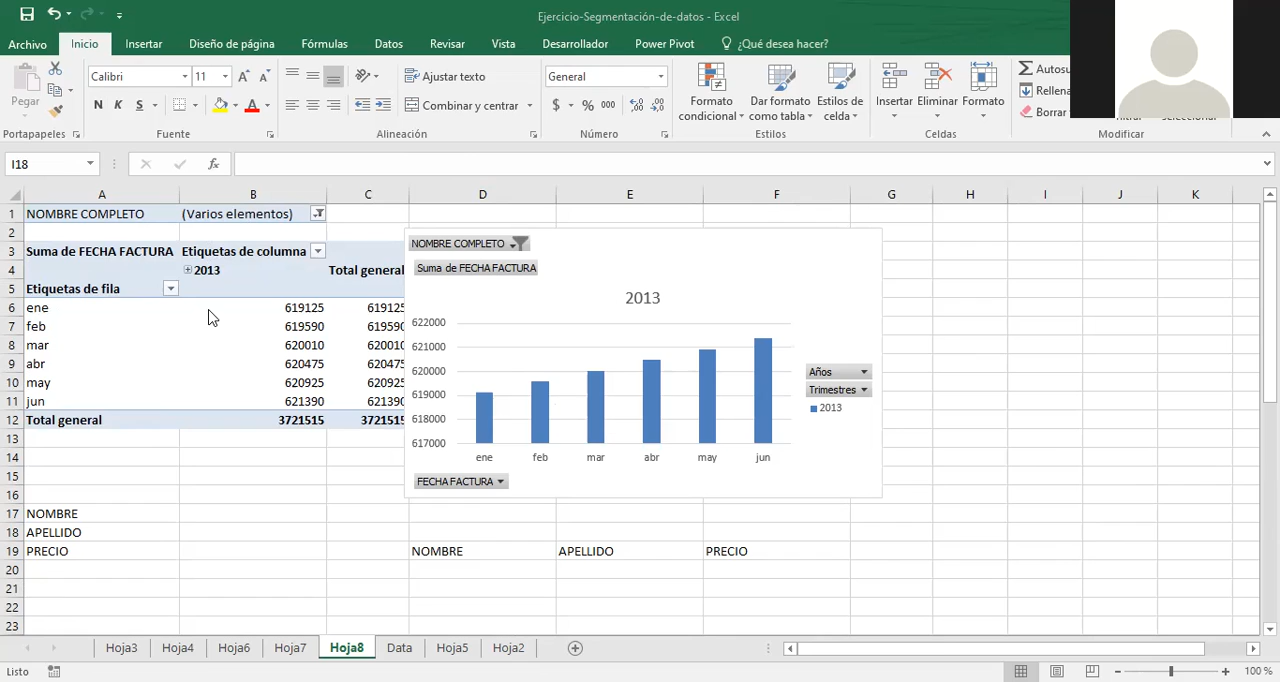 Ejercicio-Segmentación-de-datos - Excel
Archivo Inicio Insertar Diseño de página Fórmulas Datos Revisar Vista Desarrollador Power Pivot ¿Qué desea hacer?
Pegar
Calibri 11
N K S
Ajustar texto
Combinar y centrar
General
$ % 000
Formato condicional
Dar formato como tabla
Estilos de celda
Insertar Eliminar Formato
Autosu
Rellena
Borrar
Portapapeles Fuente Alineación Número Estilos Celdas Modificar
I18 fx
A B C D E F G H I J K
1 NOMBRE COMPLETO (Varios elementos)
2
3 Suma de FECHA FACTURA Etiquetas de columna
4 2013 Total general
5 Etiquetas de fila
6 ene 619125 619125
7 feb 619590 619590
8 mar 620010 620010
9 abr 620475 620475
10 may 620925 620925
11 jun 621390 621390
12 Total general 3721515 3721515
13
14
15
16
17 NOMBRE
18 APELLIDO
19 PRECIO NOMBRE APELLIDO PRECIO
20
21
22
23
NOMBRE COMPLETO
Suma de FECHA FACTURA
2013
622000
621000
620000
619000
618000
617000
ene feb mar abr may jun
Años
Trimestres
2013
FECHA FACTURA
Hoja3 Hoja4 Hoja6 Hoja7 Hoja8 Data Hoja5 Hoja2
Listo 100 %